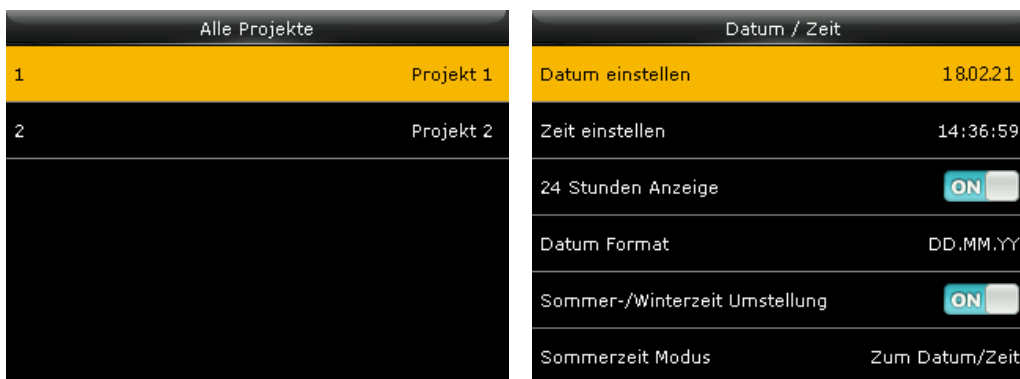 Alle Projekte
1 Projekt 1
2 Projekt 2
Datum / Zeit
Datum einstellen 18.02.21
Zeit einstellen 14:36:59
24 Stunden Anzeige ON
Datum Format DD.MM.YY
Sommer-/Winterzeit Umstellung ON
Sommerzeit Modus Zum Datum/Zeit